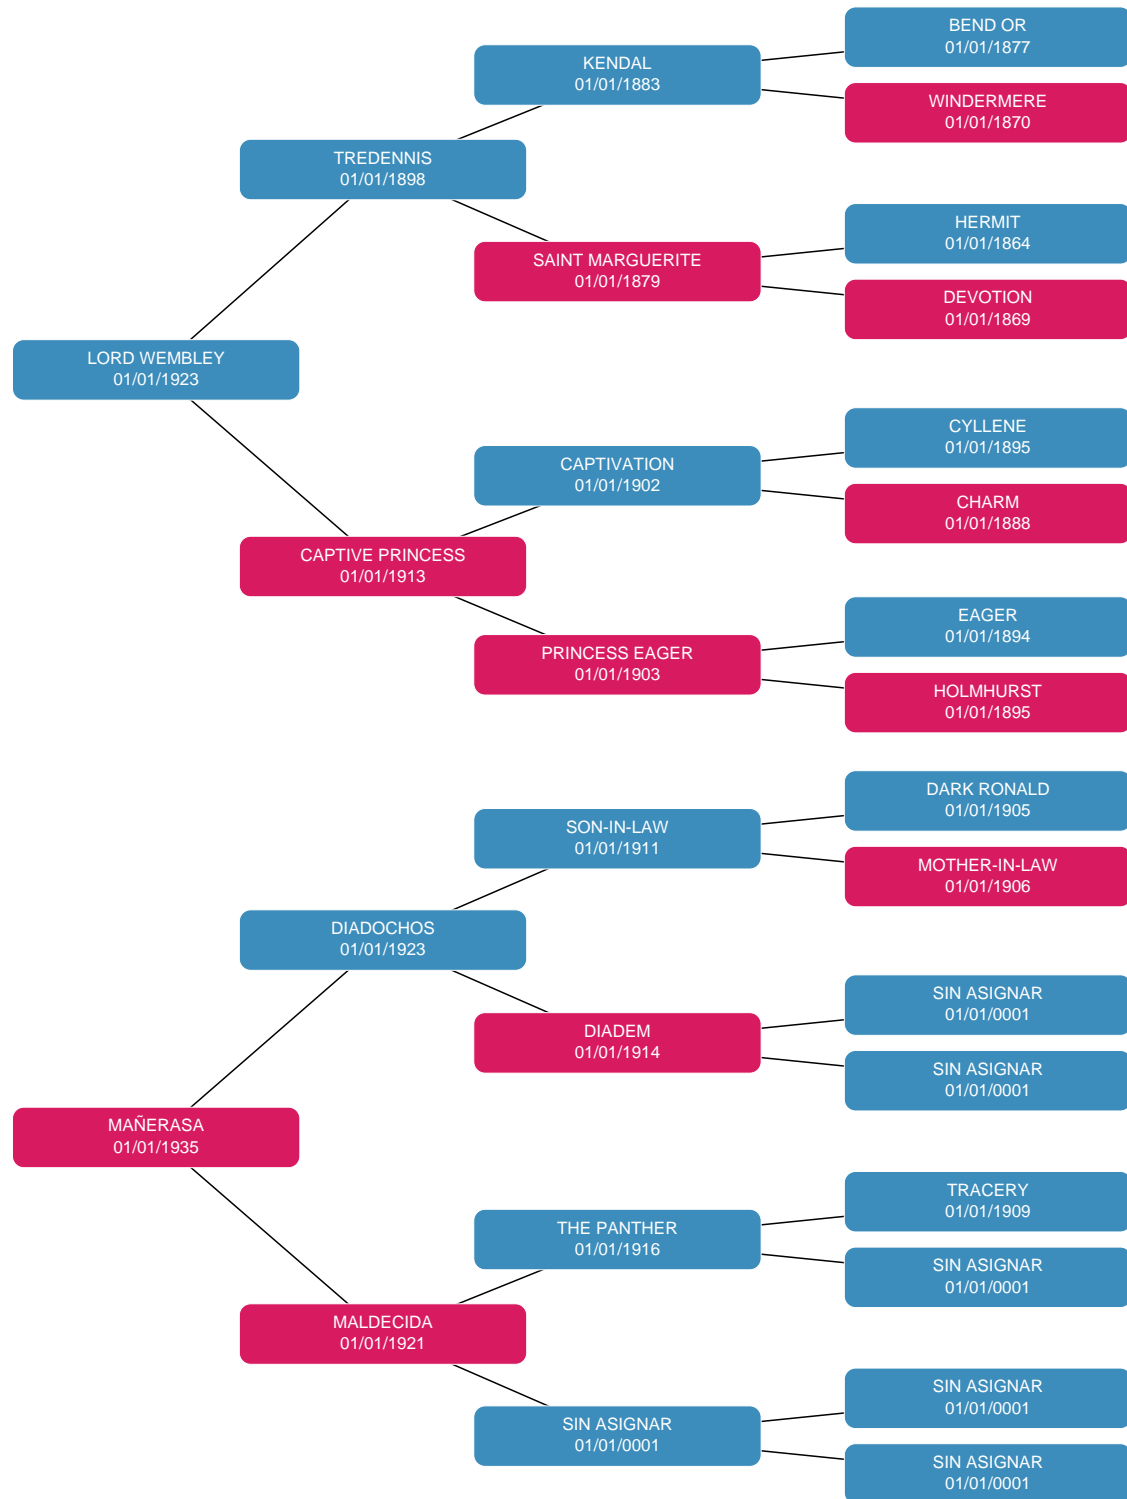 BEND OR
01/01/1877
KENDAL
01/01/1883
WINDERMERE
01/01/1870
TREDENNIS
01/01/1898
HERMIT
01/01/1864
SAINT MARGUERITE
01/01/1879
DEVOTION
01/01/1869
LORD WEMBLEY
01/01/1923
CYLLENE
01/01/1895
CAPTIVATION
01/01/1902
CHARM
01/01/1888
CAPTIVE PRINCESS
01/01/1913
EAGER
01/01/1894
PRINCESS EAGER
01/01/1903
HOLMHURST
01/01/1895
DARK RONALD
01/01/1905
SON-IN-LAW
01/01/1911
MOTHER-IN-LAW
01/01/1906
DIADOCHOS
01/01/1923
SIN ASIGNAR
01/01/0001
DIADEM
01/01/1914
SIN ASIGNAR
01/01/0001
MAÑERASA
01/01/1935
TRACERY
01/01/1909
THE PANTHER
01/01/1916
SIN ASIGNAR
01/01/0001
MALDECIDA
01/01/1921
SIN ASIGNAR
01/01/0001
SIN ASIGNAR
01/01/0001
SIN ASIGNAR
01/01/0001